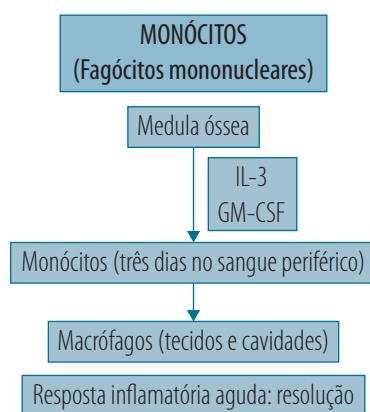 MONÓCITOS
(Fagócitos mononucleares)
Medula óssea
IL-3
GM-CSF
Monócitos (três dias no sangue periférico)
Macrófagos (tecidos e cavidades)
Resposta inflamatória aguda: resolução